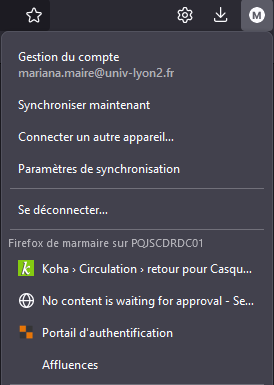 M
Gestion du compte
mariana.maire@univ-lyon2.fr
Synchroniser maintenant
Connecter un autre appareil...
Paramètres de synchronisation
Se déconnecter...
Firefox de marmaire sur PQJSCDRDC01
k Koha › Circulation › retour pour Casqu...
No content is waiting for approval - Se...
Portail d'authentification
Affluences